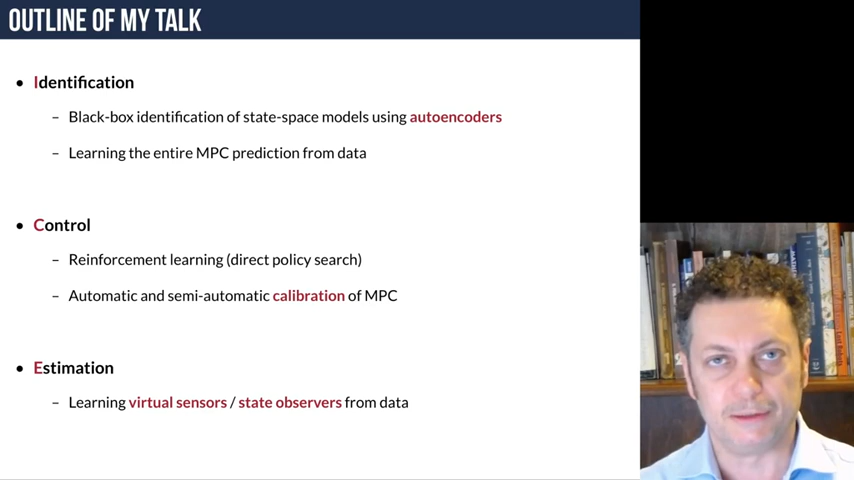 OUTLINE OF MY TALK
• Identification
– Black-box identification of state-space models using autoencoders
– Learning the entire MPC prediction from data
• Control
– Reinforcement learning (direct policy search)
– Automatic and semi-automatic calibration of MPC
• Estimation
– Learning virtual sensors / state observers from data